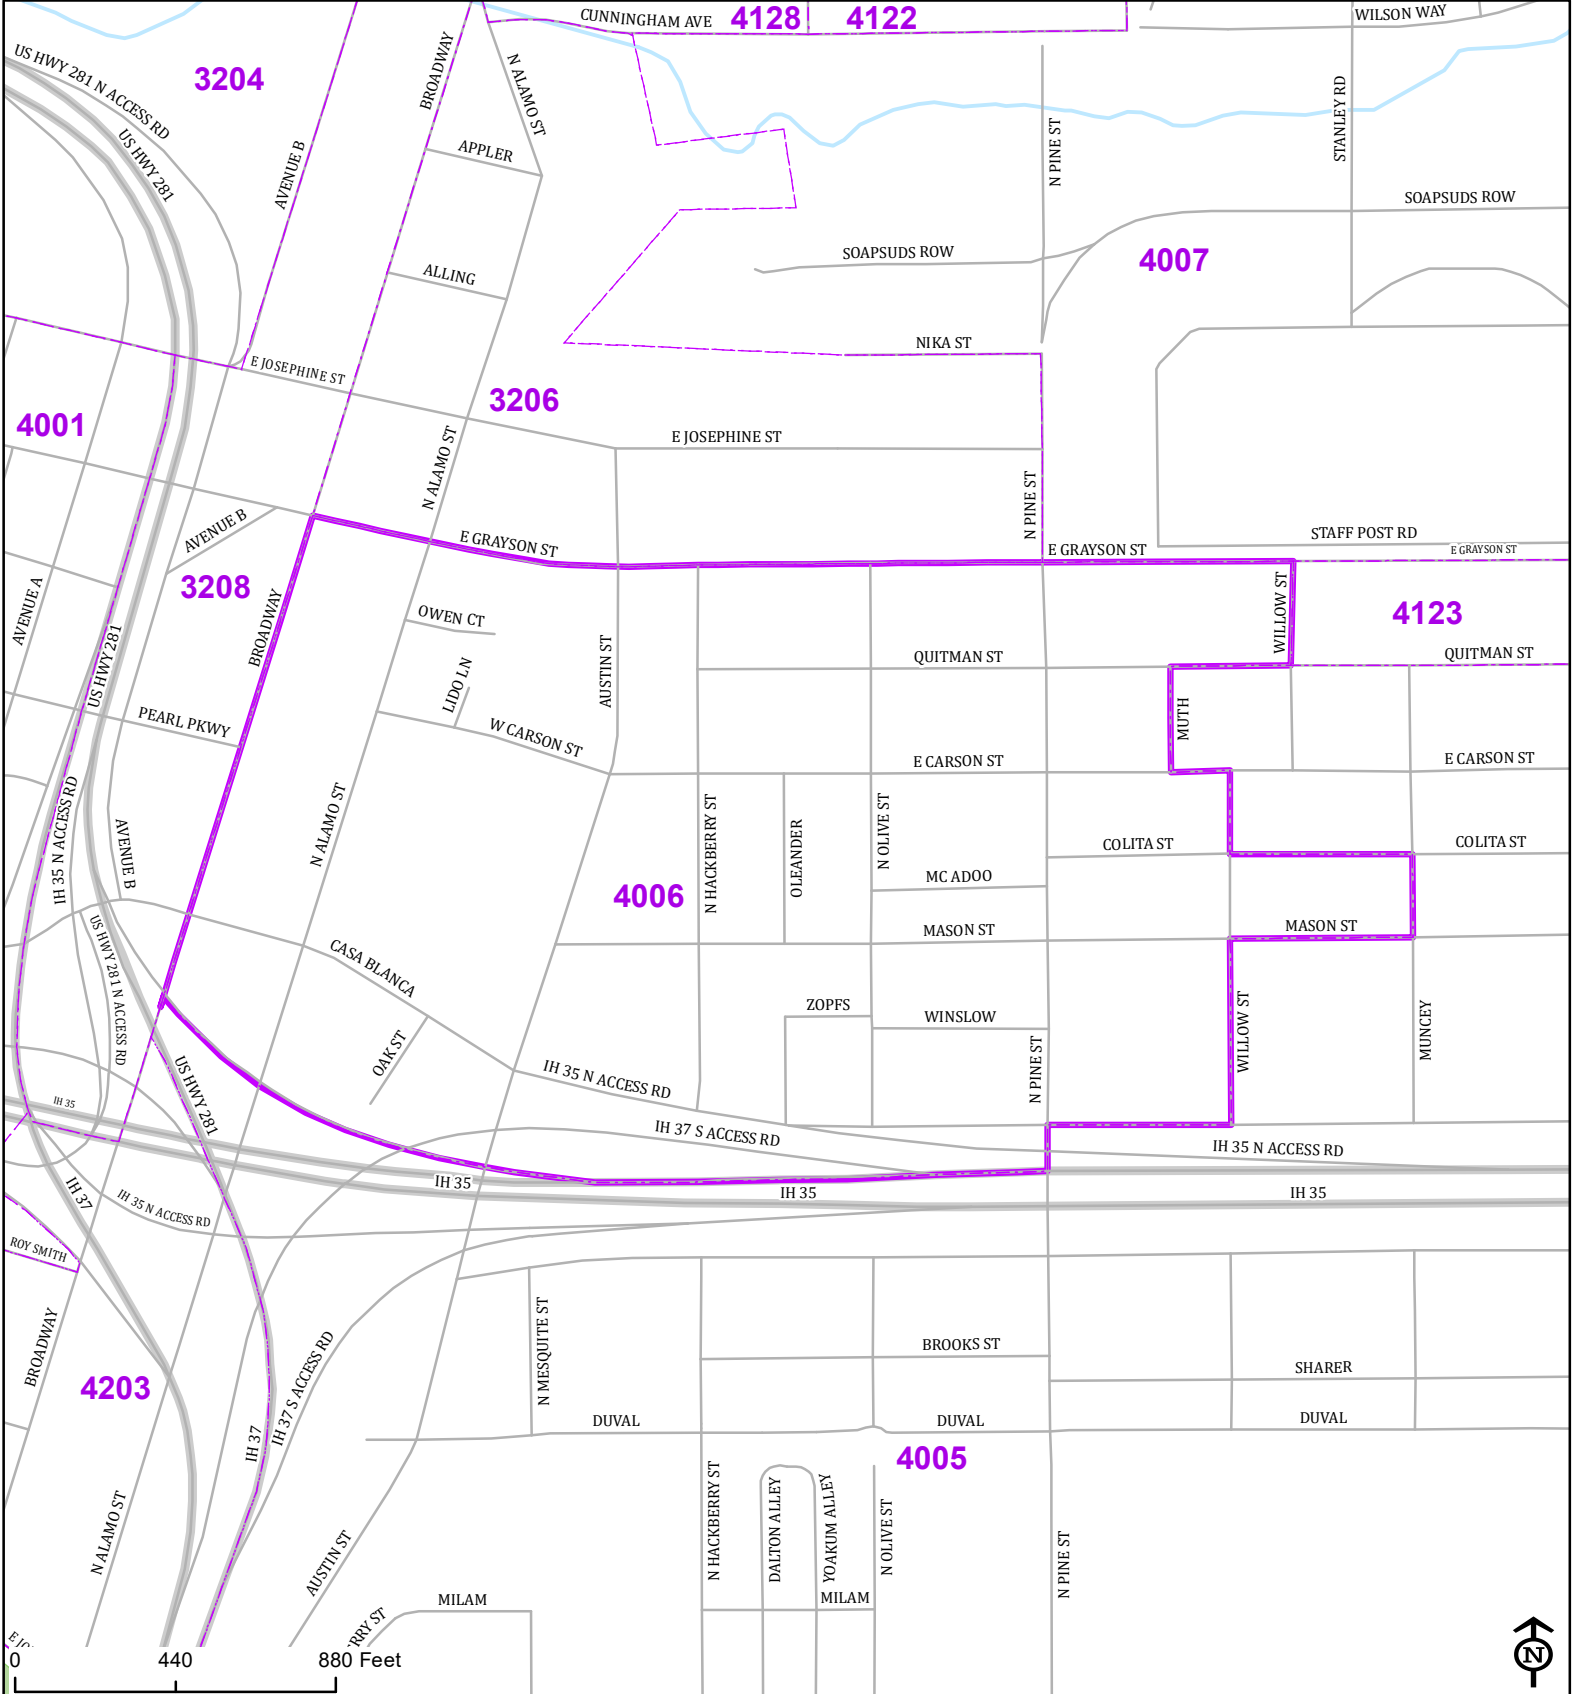 CUNNINGHAM AVE
4128
4122
WILSON WAY
US HWY 281 N ACCESS RD
3204
BROADWAY
N ALAMO ST
US HWY 281
AVENUE B
APPLER
N PINE ST
STANLEY RD
SOAPSUDS ROW
SOAPSUDS ROW
4007
ALLING
NIKA ST
E JOSEPHINE ST
3206
4001
E JOSEPHINE ST
N ALAMO ST
N PINE ST
AVENUE B
E GRAYSON ST
E GRAYSON ST
STAFF POST RD
E GRAYSON ST
3208
AVENUE A
BROADWAY
OWEN CT
WILLOW ST
4123
US HWY 281
AUSTIN ST
QUITMAN ST
QUITMAN ST
LIDO LN
PEARL PKWY
W CARSON ST
MUTH
E CARSON ST
E CARSON ST
IH 35 N ACCESS RD
N ALAMO ST
AVENUE B
N HACKBERRY ST
OLEANDER
N OLIVE ST
COLITA ST
COLITA ST
4006
MC ADOO
MASON ST
MASON ST
US HWY 281 N ACCESS RD
CASA BLANCA
ZOPFS
WINSLOW
WILLOW ST
MUNCEY
OAK ST
N PINE ST
US HWY 281
IH 35 N ACCESS RD
IH 35
IH 37 S ACCESS RD
IH 35 N ACCESS RD
IH 37
IH 35
IH 35
IH 35
IH 35 N ACCESS RD
ROY SMITH
BROADWAY
N MESQUITE ST
IH 37 S ACCESS RD
BROOKS ST
SHARER
4203
DUVAL
DUVAL
DUVAL
IH 37
4005
N ALAMO ST
AUSTIN ST
N HACKBERRY ST
DALTON ALLEY
YOAKUM ALLEY
N OLIVE ST
N PINE ST
MILAM
MILAM
RRY ST
E JO
0
440
880 Feet
N